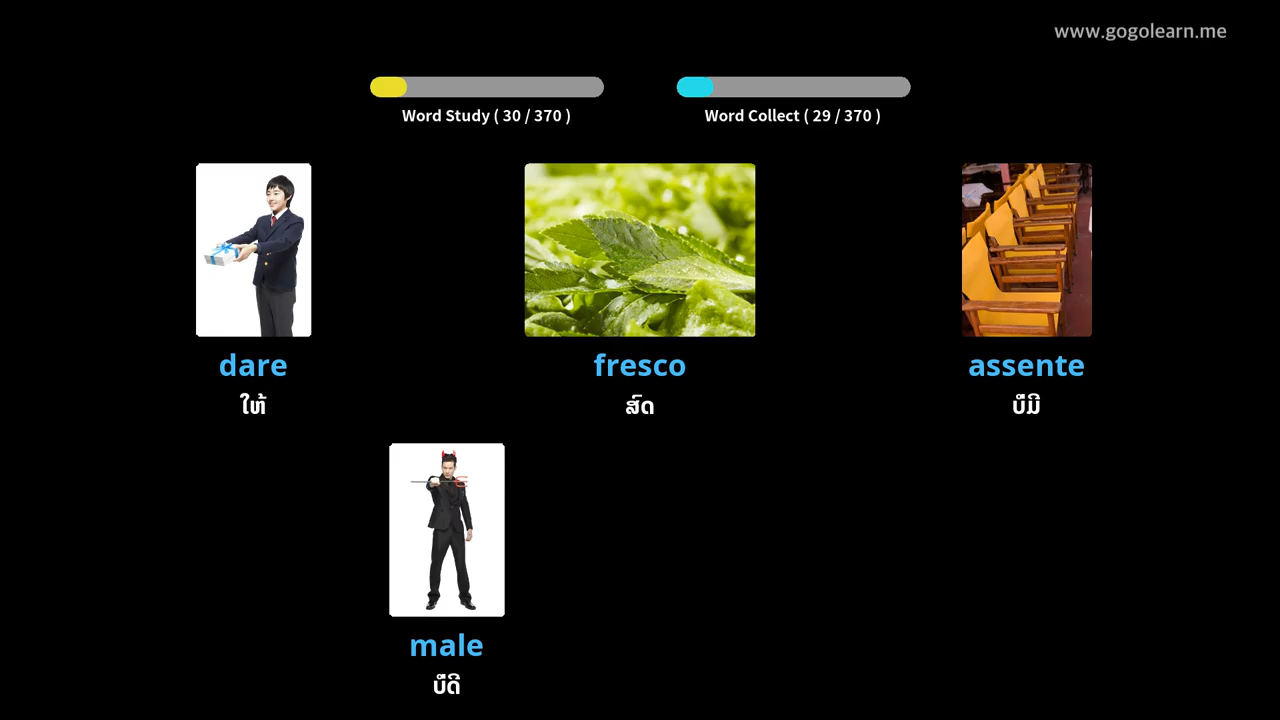 www.gogolearn.me
Word Study ( 30 / 370 )
Word Collect ( 29 / 370 )
dare
ໃຫ້
fresco
ສົດ
assente
ບໍ່ມີ
male
ບໍ່ດີ